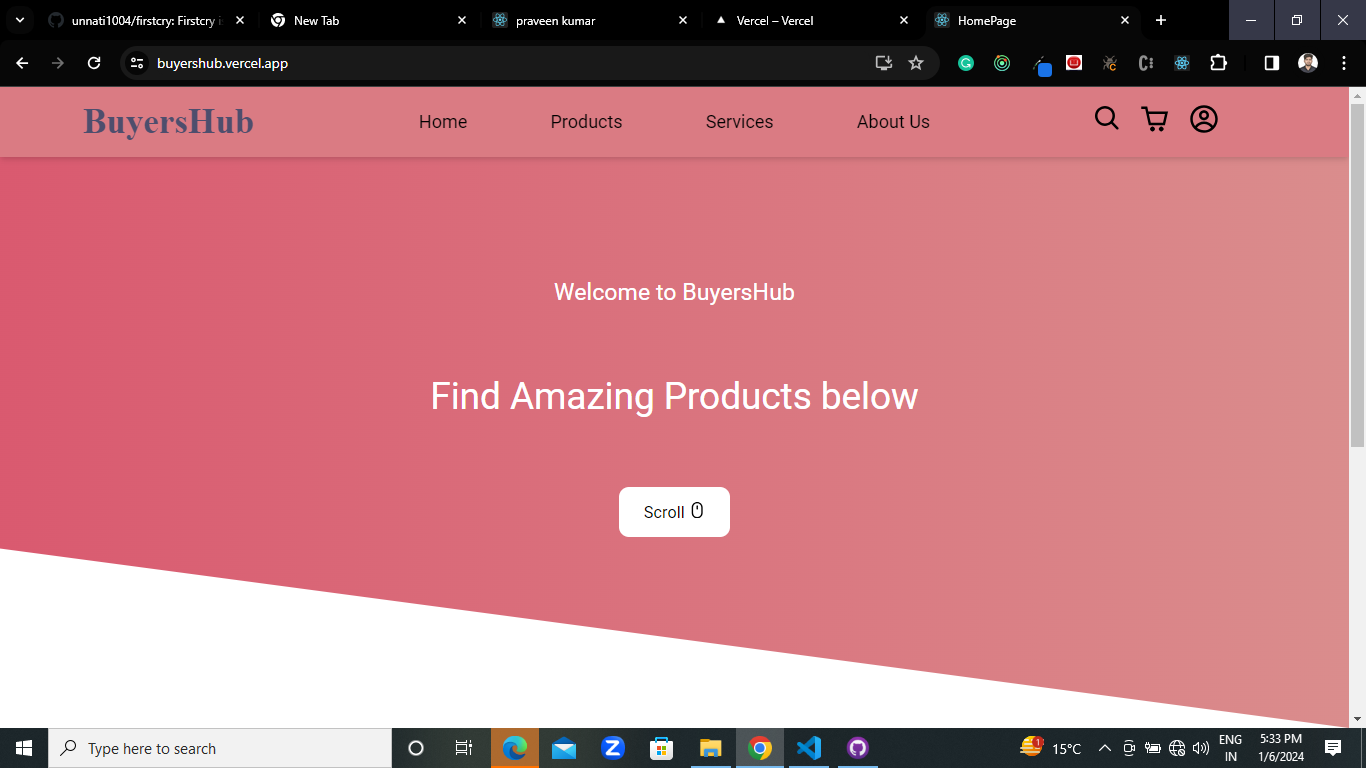 unnati1004/firstcry: Firstcry i
New Tab
praveen kumar
Vercel – Vercel
HomePage
buyershub.vercel.app
BuyersHub
Home
Products
Services
About Us
Welcome to BuyersHub
Find Amazing Products below
Scroll
Type here to search
1
15°C
ENG
IN
5:33 PM
1/6/2024